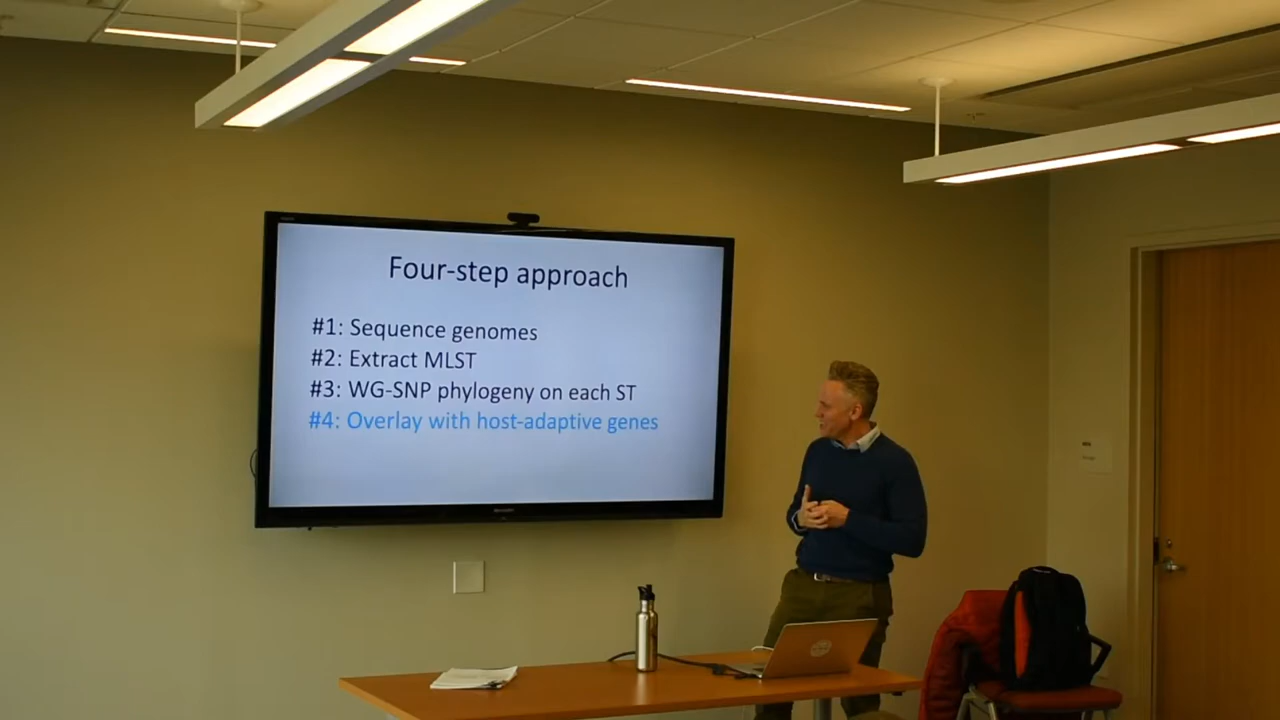 Four-step approach
#1: Sequence genomes
#2: Extract MLST
#3: WG-SNP phylogeny on each ST
#4: Overlay with host-adaptive genes